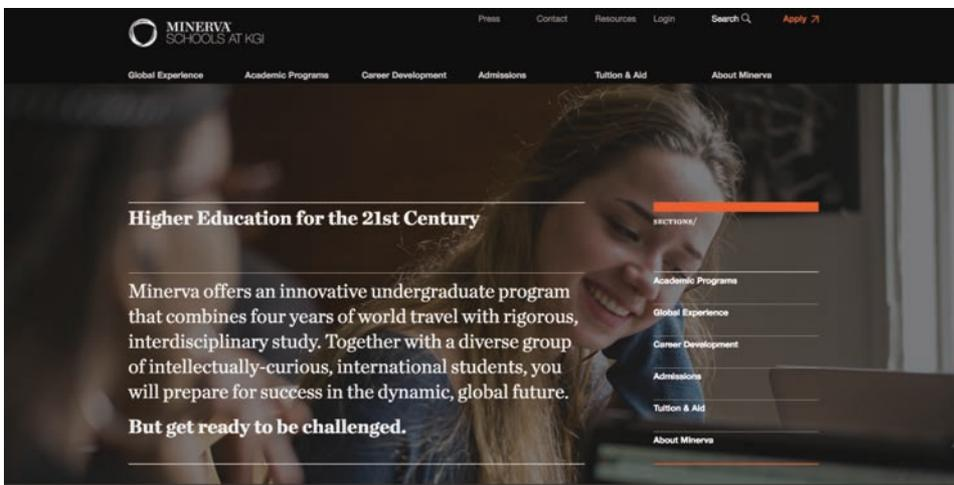 MINERVA
SCHOOLS AT KGI
Press Contact Resources Login Search Apply
Global Experience Academic Programs Career Development Admissions Tuition & Aid About Minerva
Higher Education for the 21st Century
Minerva offers an innovative undergraduate program
that combines four years of world travel with rigorous,
interdisciplinary study. Together with a diverse group
of intellectually-curious, international students, you
will prepare for success in the dynamic, global future.
But get ready to be challenged.
SECTIONS/
Academic Programs
Global Experience
Career Development
Admissions
Tuition & Aid
About Minerva